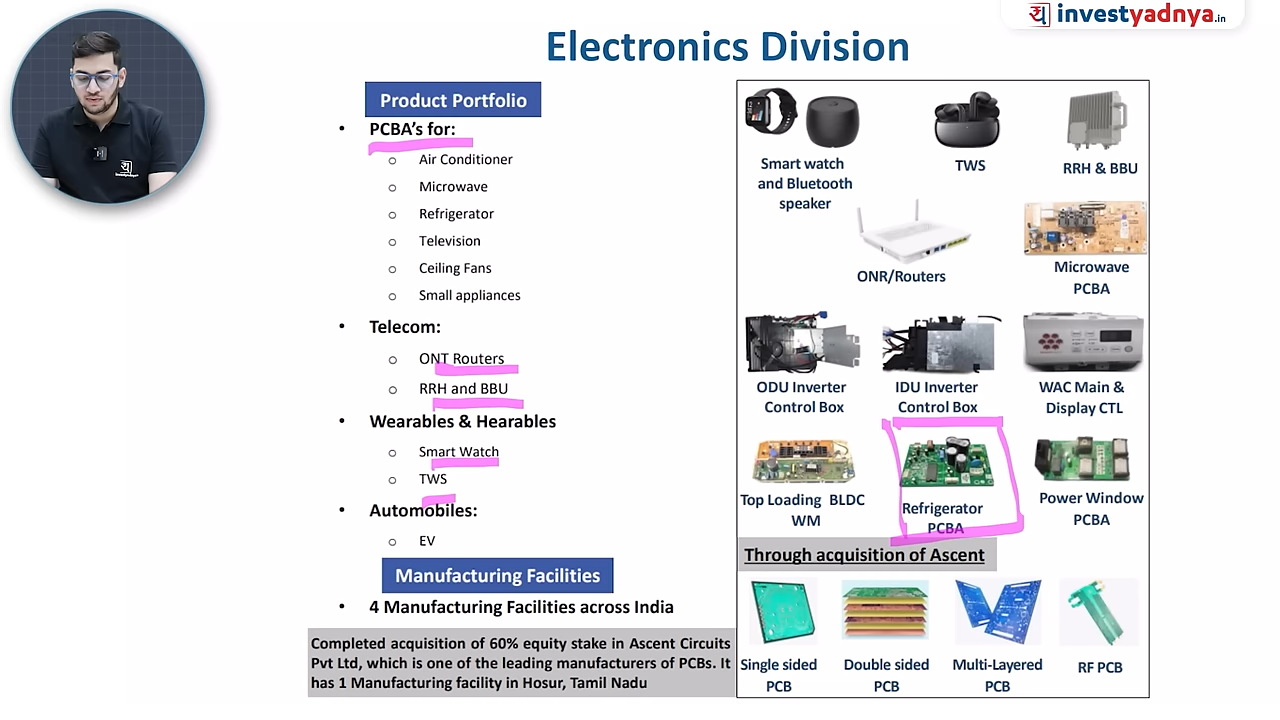 investyadnya.in
Electronics Division
Product Portfolio
• PCBA's for:
o Air Conditioner
o Microwave
o Refrigerator
o Television
o Ceiling Fans
o Small appliances
• Telecom:
o ONT Routers
o RRH and BBU
• Wearables & Hearables
o Smart Watch
o TWS
• Automobiles:
o EV
Manufacturing Facilities
• 4 Manufacturing Facilities across India
Completed acquisition of 60% equity stake in Ascent Circuits
Pvt Ltd, which is one of the leading manufacturers of PCBs. It
has 1 Manufacturing facility in Hosur, Tamil Nadu
Smart watch
and Bluetooth
speaker
TWS
RRH & BBU
ONR/Routers
Microwave
PCBA
ODU Inverter
Control Box
IDU Inverter
Control Box
WAC Main &
Display CTL
Top Loading BLDC
WM
Refrigerator
PCBA
Power Window
PCBA
Through acquisition of Ascent
Single sided
PCB
Double sided
PCB
Multi-Layered
PCB
RF PCB